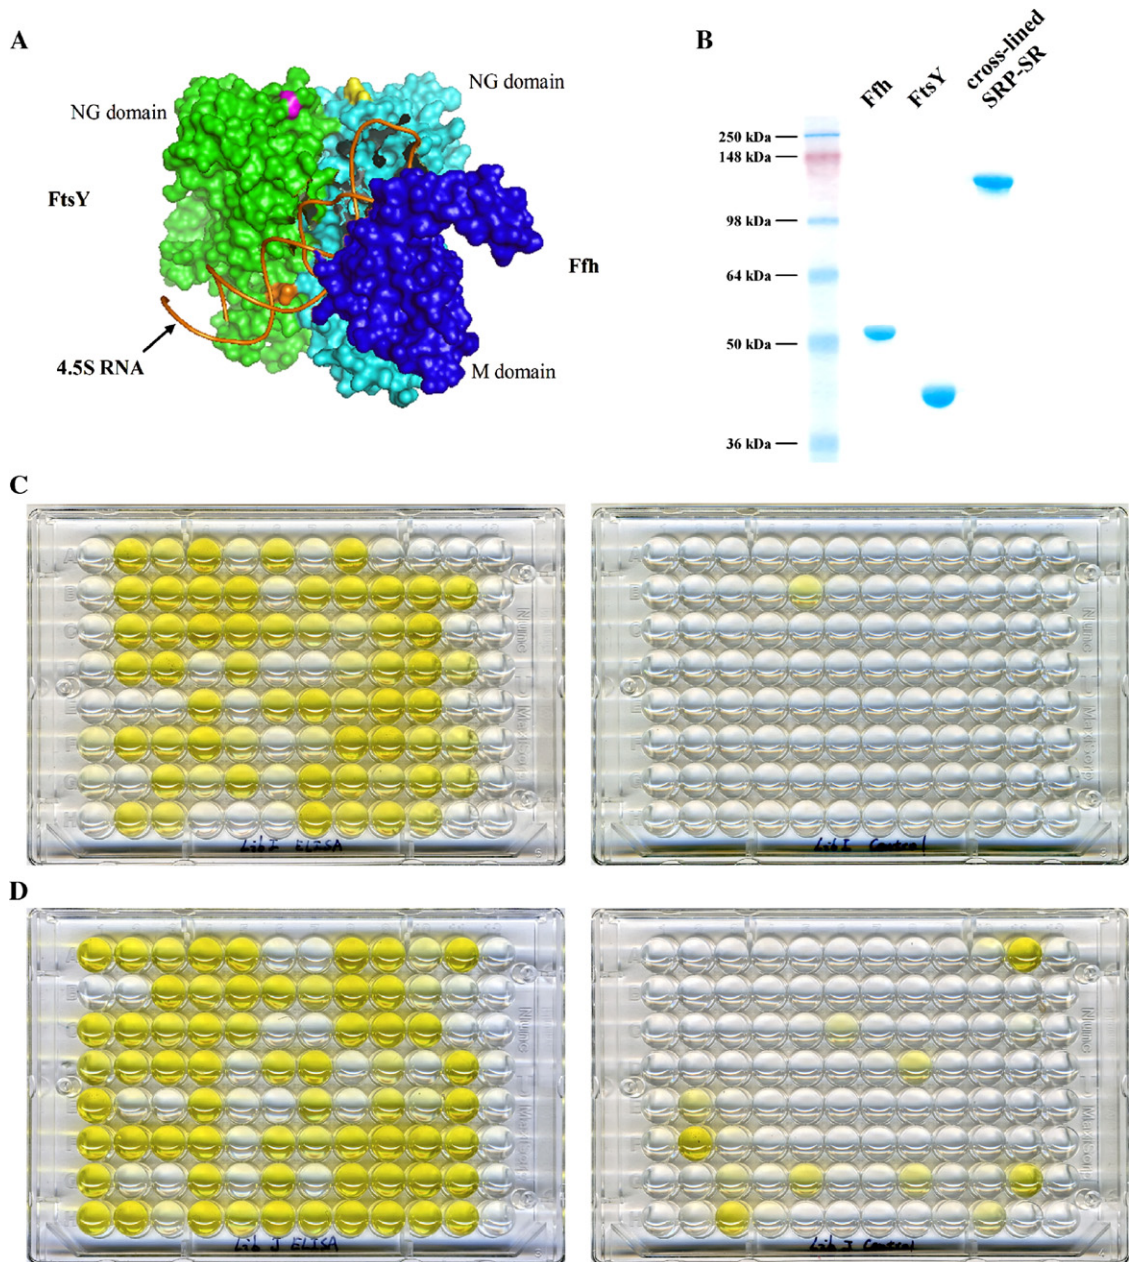 A
NG domain
NG domain
FtsY
Ffh
4.5S RNA
M domain
B
Ffh
FtsY
cross-lined
SRP-SR
250 kDa
148 kDa
98 kDa
64 kDa
50 kDa
36 kDa
C
Lib I ELISA
Lib I Control
D
Lib J ELISA
Lib J Control